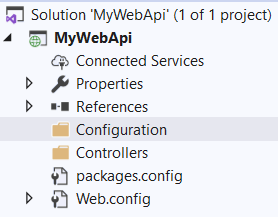 Solution 'MyWebApi' (1 of 1 project)
MyWebApi
Connected Services
Properties
References
Configuration
Controllers
packages.config
Web.config